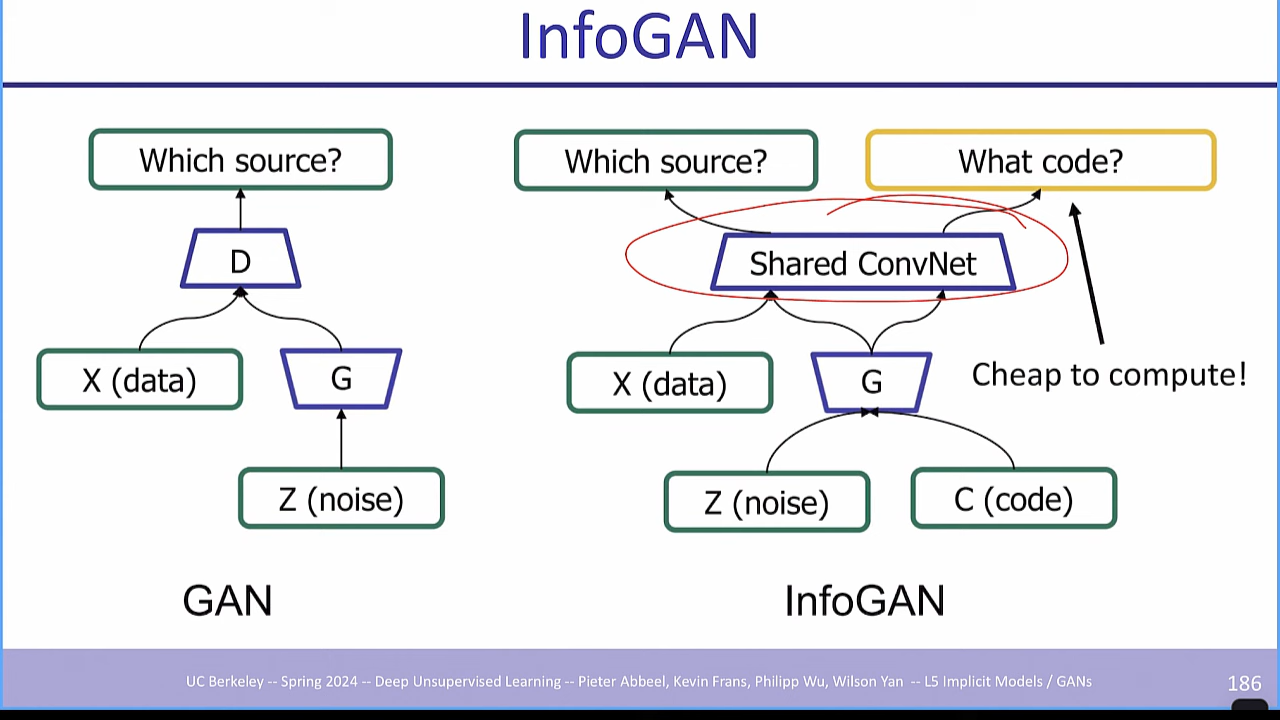 InfoGAN
Which source?
D
X (data)
G
Z (noise)
GAN
Which source?
What code?
Shared ConvNet
X (data)
G
Cheap to compute!
Z (noise)
C (code)
InfoGAN
UC Berkeley -- Spring 2024 -- Deep Unsupervised Learning -- Pieter Abbeel, Kevin Frans, Philipp Wu, Wilson Yan -- L5 Implicit Models / GANs
186